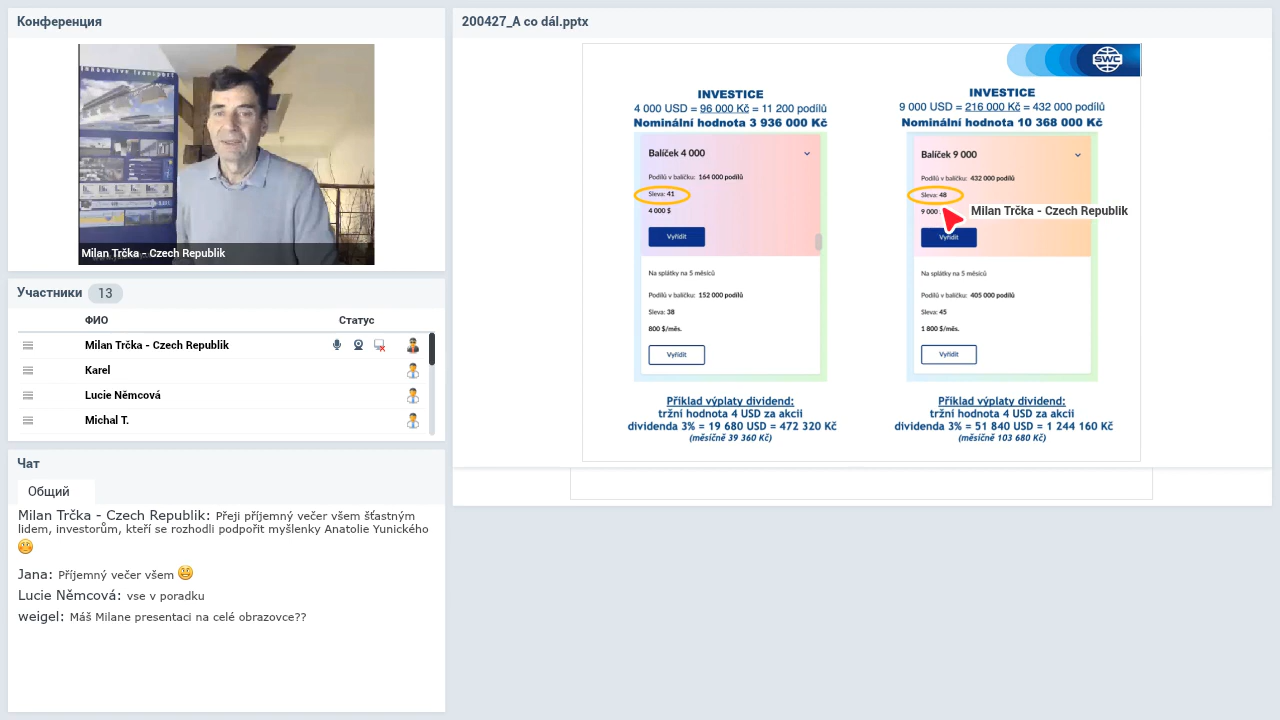 Конференция
Innovative transport
Milan Trčka - Czech Republik
Участники 13
ФИО Статус
Milan Trčka - Czech Republik
Karel
Lucie Němcová
Michal T.
Чат
Общий
Milan Trčka - Czech Republik: Přeji příjemný večer všem šťastným
lidem, investorům, kteří se rozhodli podpořit myšlenky Anatolie Yunického
Jana: Příjemný večer všem
Lucie Němcová: vse v poradku
weigel: Máš Milane presentaci na celé obrazovce??
200427_A co dál.pptx
SWC
INVESTICE
4 000 USD = 96 000 Kč = 11 200 podílů
Nominální hodnota 3 936 000 Kč
Balíček 4 000
Podílů v balíčku: 164 000 podílů
Sleva: 41
4 000 $
Vyřídit
Na splátky na 5 měsíců
Podílů v balíčku: 152 000 podílů
Sleva: 38
800 $/měs.
Vyřídit
Příklad výplaty dividend:
tržní hodnota 4 USD za akcii
dividenda 3% = 19 680 USD = 472 320 Kč
(měsíčně 39 360 Kč)
INVESTICE
9 000 USD = 216 000 Kč = 432 000 podílů
Nominální hodnota 10 368 000 Kč
Balíček 9 000
Podílů v balíčku: 432 000 podílů
Sleva: 48
9 000
Milan Trčka - Czech Republik
Vyřídit
Na splátky na 5 měsíců
Podílů v balíčku: 405 000 podílů
Sleva: 45
1 800 $/měs.
Vyřídit
Příklad výplaty dividend:
tržní hodnota 4 USD za akcii
dividenda 3% = 51 840 USD = 1 244 160 Kč
(měsíčně 103 680 Kč)